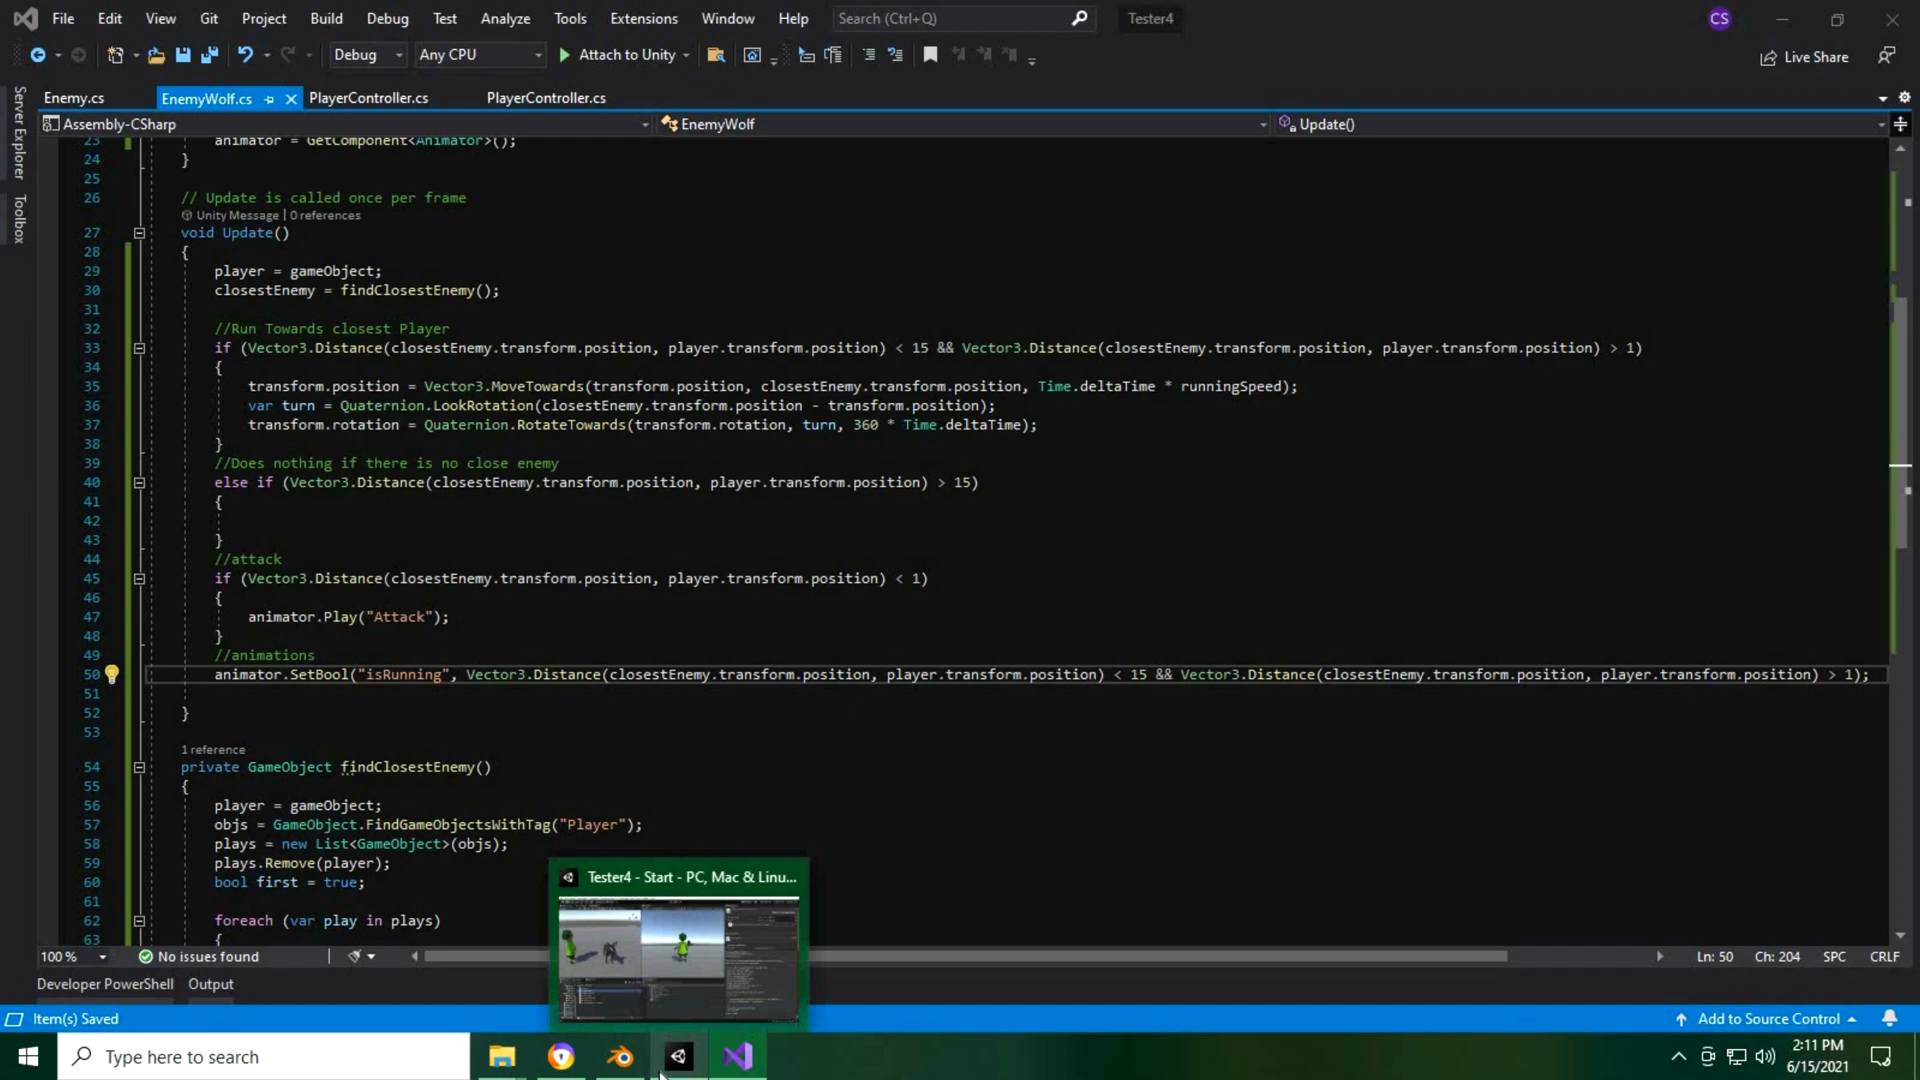 File Edit View Git Project Build Debug Test Analyze Tools Extensions Window Help Search (Ctrl+Q) Tester4 CS
Debug Any CPU Attach to Unity Live Share
Server Explorer
Toolbox
Enemy.cs EnemyWolf.cs PlayerController.cs PlayerController.cs
Assembly-CSharp EnemyWolf Update()
23 animator = GetComponent<Animator>();
24 }
25
26 // Update is called once per frame
Unity Message | 0 references
27 void Update()
28 {
29 player = gameObject;
30 closestEnemy = findClosestEnemy();
31
32 //Run Towards closest Player
33 if (Vector3.Distance(closestEnemy.transform.position, player.transform.position) < 15 && Vector3.Distance(closestEnemy.transform.position, player.transform.position) > 1)
34 {
35 transform.position = Vector3.MoveTowards(transform.position, closestEnemy.transform.position, Time.deltaTime * runningSpeed);
36 var turn = Quaternion.LookRotation(closestEnemy.transform.position - transform.position);
37 transform.rotation = Quaternion.RotateTowards(transform.rotation, turn, 360 * Time.deltaTime);
38 }
39 //Does nothing if there is no close enemy
40 else if (Vector3.Distance(closestEnemy.transform.position, player.transform.position) > 15)
41 {
42
43 }
44 //attack
45 if (Vector3.Distance(closestEnemy.transform.position, player.transform.position) < 1)
46 {
47 animator.Play("Attack");
48 }
49 //animations
50 animator.SetBool("isRunning", Vector3.Distance(closestEnemy.transform.position, player.transform.position) < 15 && Vector3.Distance(closestEnemy.transform.position, player.transform.position) > 1);
51
52 }
53
1 reference
54 private GameObject findClosestEnemy()
55 {
56 player = gameObject;
57 objs = GameObject.FindGameObjectsWithTag("Player");
58 plays = new List<GameObject>(objs);
59 plays.Remove(player);
60 bool first = true;
61
62 foreach (var play in plays)
63 {
Tester4 - Start - PC, Mac & Linu...
100 % No issues found Ln: 50 Ch: 204 SPC CRLF
Developer PowerShell Output
Item(s) Saved Add to Source Control
Type here to search 2:11 PM
6/15/2021